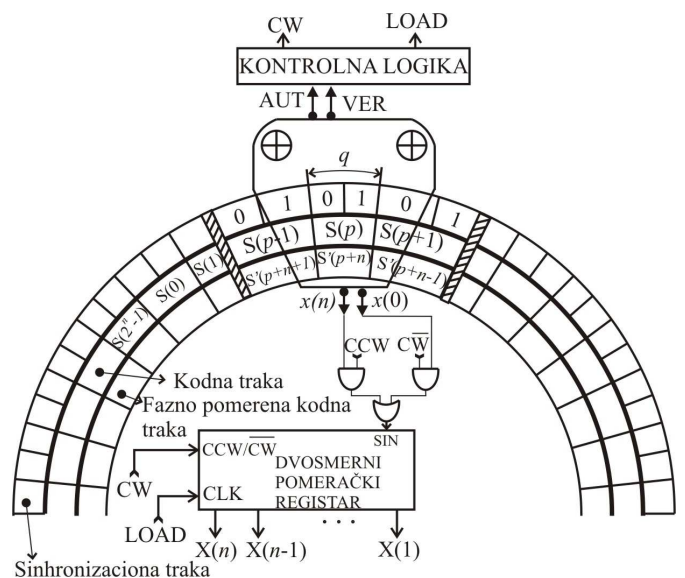 CW LOAD
KONTROLNA LOGIKA
AUT VER
q
0 1 0 1 0 1
S(p-1) S(p) S(p+1)
S'(p+n+1) S'(p+n) S'(p+n-1)
S(2ⁿ-1) S(0) S(1)
x(n) x(0)
CCW C\overline{W}
Kodna traka
Fazno pomerena kodna
traka
SIN
CCW/\overline{CW}
DVOSMERNI
POMERAČKI
REGISTAR
CW
CLK
LOAD
X(n) X(n-1) · · · X(1)
Sinhronizaciona traka